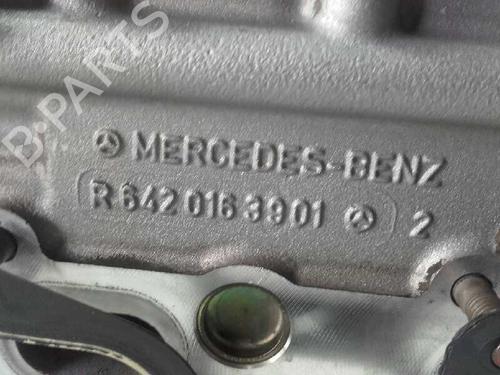 B-PARTS
MERCEDES-BENZ
R 642 016 3901 2